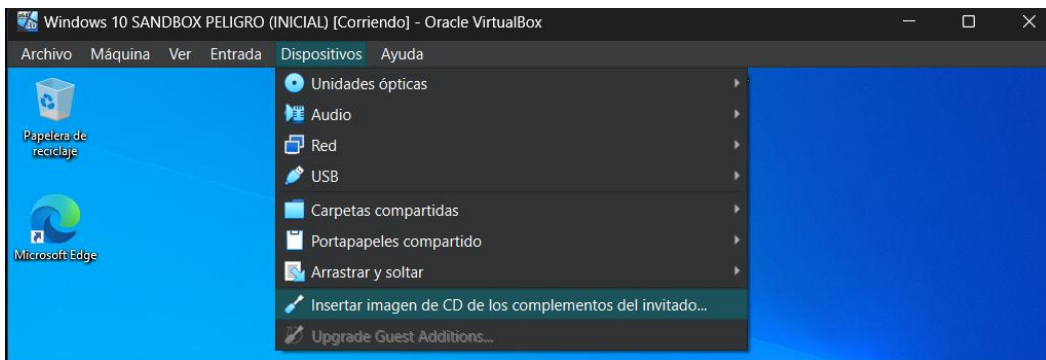 Windows 10 SANDBOX PELIGRO (INICIAL) [Corriendo] - Oracle VirtualBox
Archivo Máquina Ver Entrada Dispositivos Ayuda
Papelera de
reciclaje
Microsoft Edge
Unidades ópticas
Audio
Red
USB
Carpetas compartidas
Portapapeles compartido
Arrastrar y soltar
Insertar imagen de CD de los complementos del invitado...
Upgrade Guest Additions...